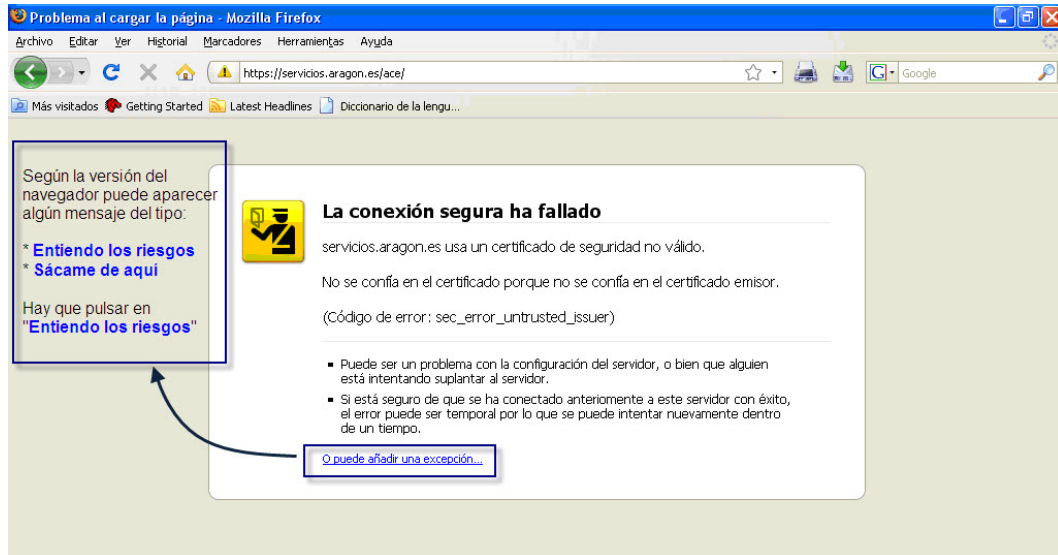 Problema al cargar la página - Mozilla Firefox
Archivo Editar Ver Historial Marcadores Herramientas Ayuda
https://servicios.aragon.es/ace/
G Google
Más visitados Getting Started Latest Headlines Diccionario de la lengu...
Según la versión del
navegador puede aparecer
algún mensaje del tipo:
* Entiendo los riesgos
* Sácame de aquí
Hay que pulsar en
"Entiendo los riesgos"
La conexión segura ha fallado
servicios.aragon.es usa un certificado de seguridad no válido.
No se confía en el certificado porque no se confía en el certificado emisor.
(Código de error: sec_error_untrusted_issuer)
▪ Puede ser un problema con la configuración del servidor, o bien que alguien
está intentando suplantar al servidor.
▪ Si está seguro de que se ha conectado anteriomente a este servidor con éxito,
el error puede ser temporal por lo que se puede intentar nuevamente dentro
de un tiempo.
O puede añadir una excepción...